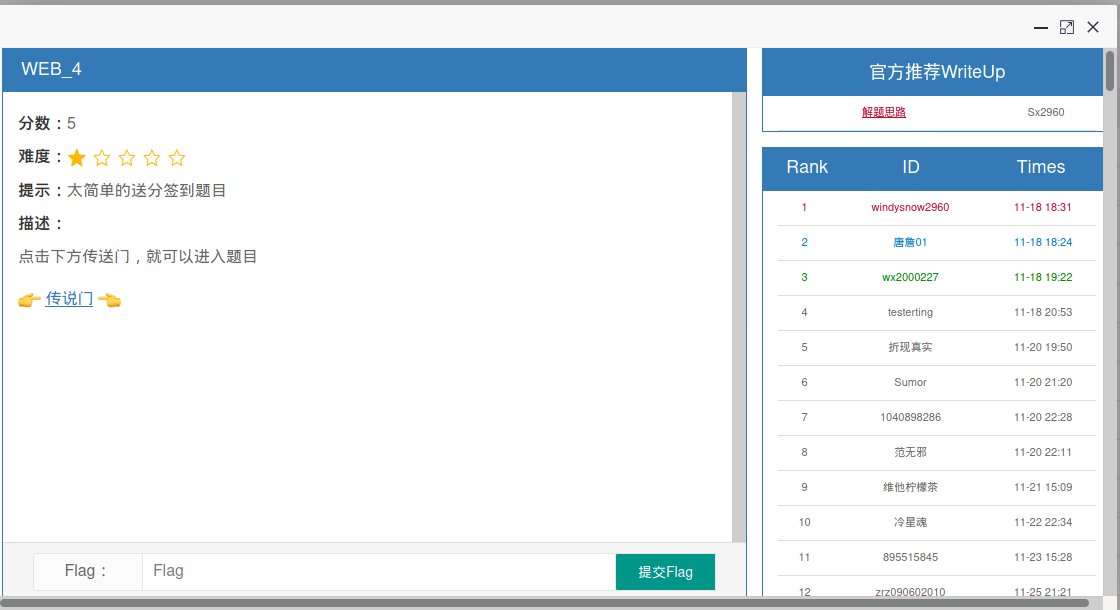 WEB_4
分数：5
难度：
提示：太简单的送分签到题目
描述：
点击下方传送门，就可以进入题目
传说门
Flag：
Flag
提交Flag
官方推荐WriteUp
解题思路 Sx2960
Rank ID Times
1 windysnow2960 11-18 18:31
2 唐詹01 11-18 18:24
3 wx2000227 11-18 19:22
4 testerting 11-18 20:53
5 折现真实 11-20 19:50
6 Sumor 11-20 21:20
7 1040898286 11-20 22:28
8 范无邪 11-20 22:11
9 维他柠檬茶 11-21 15:09
10 冷星魂 11-22 22:34
11 895515845 11-23 15:28
12 zrz090602010 11-25 21:21